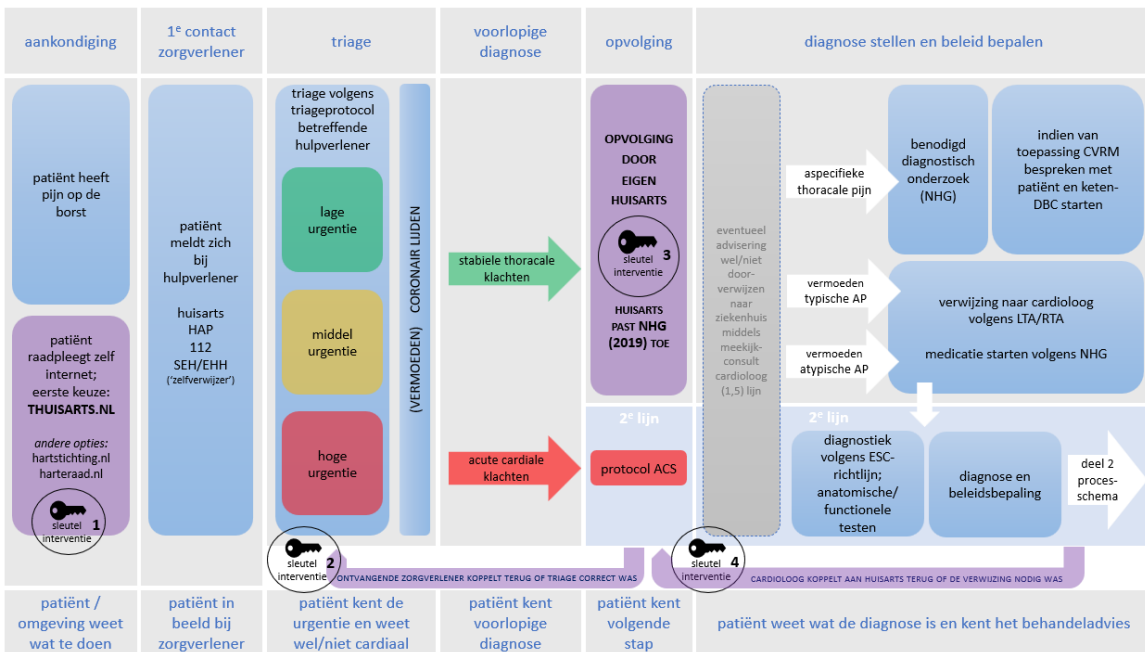 aankondiging
1e contact
zorgverlener
triage
voorlopige
diagnose
opvolging
diagnose stellen en beleid bepalen
patiënt heeft
pijn op de
borst
patiënt
raadpleegt zelf
internet;
eerste keuze:
THUISARTS.NL
andere opties:
hartstichting.nl
harteraad.nl
sleutel 1
interventie
patiënt
meldt zich
bij
hulpverlener
huisarts
HAP
112
SEH/EHH
('zelfverwijzer')
triage volgens
triageprotocol
betreffende
hulpverlener
lage
urgentie
middel
urgentie
hoge
urgentie
(VERMOEDEN) CORONAIR LIJDEN
sleutel 2
interventie
stabiele thoracale
klachten
acute cardiale
klachten
OPVOLGING
DOOR
EIGEN
HUISARTS
sleutel 3
interventie
HUISARTS
PAST NHG
(2019) TOE
2e lijn
protocol ACS
eventueel
advisering
wel/niet
door-
verwijzen
naar
ziekenhuis
middels
meekijk-
consult
cardioloog
(1,5) lijn
aspecifieke
thoracale pijn
benodigd
diagnostisch
onderzoek
(NHG)
indien van
toepassing CVRM
bespreken met
patiënt en keten-
DBC starten
vermoeden
typische AP
vermoeden
atypische AP
verwijzing naar cardioloog
volgens LTA/RTA
medicatie starten volgens NHG
2e lijn
diagnostiek
volgens ESC-
richtlijn;
anatomische/
functionele
testen
diagnose en
beleidsbepaling
deel 2
proces-
schema
sleutel 4
interventie
ONTVANGENDE ZORGVERLENER KOPPELT TERUG OF TRIAGE CORRECT WAS
CARDIOLOOG KOPPELT AAN HUISARTS TERUG OF DE VERWIJZING NODIG WAS
patiënt /
omgeving weet
wat te doen
patiënt in
beeld bij
zorgverlener
patiënt kent de
urgentie en weet
wel/niet cardiaal
patiënt kent
voorlopige
diagnose
patiënt kent
volgende
stap
patiënt weet wat de diagnose is en kent het behandeladvies